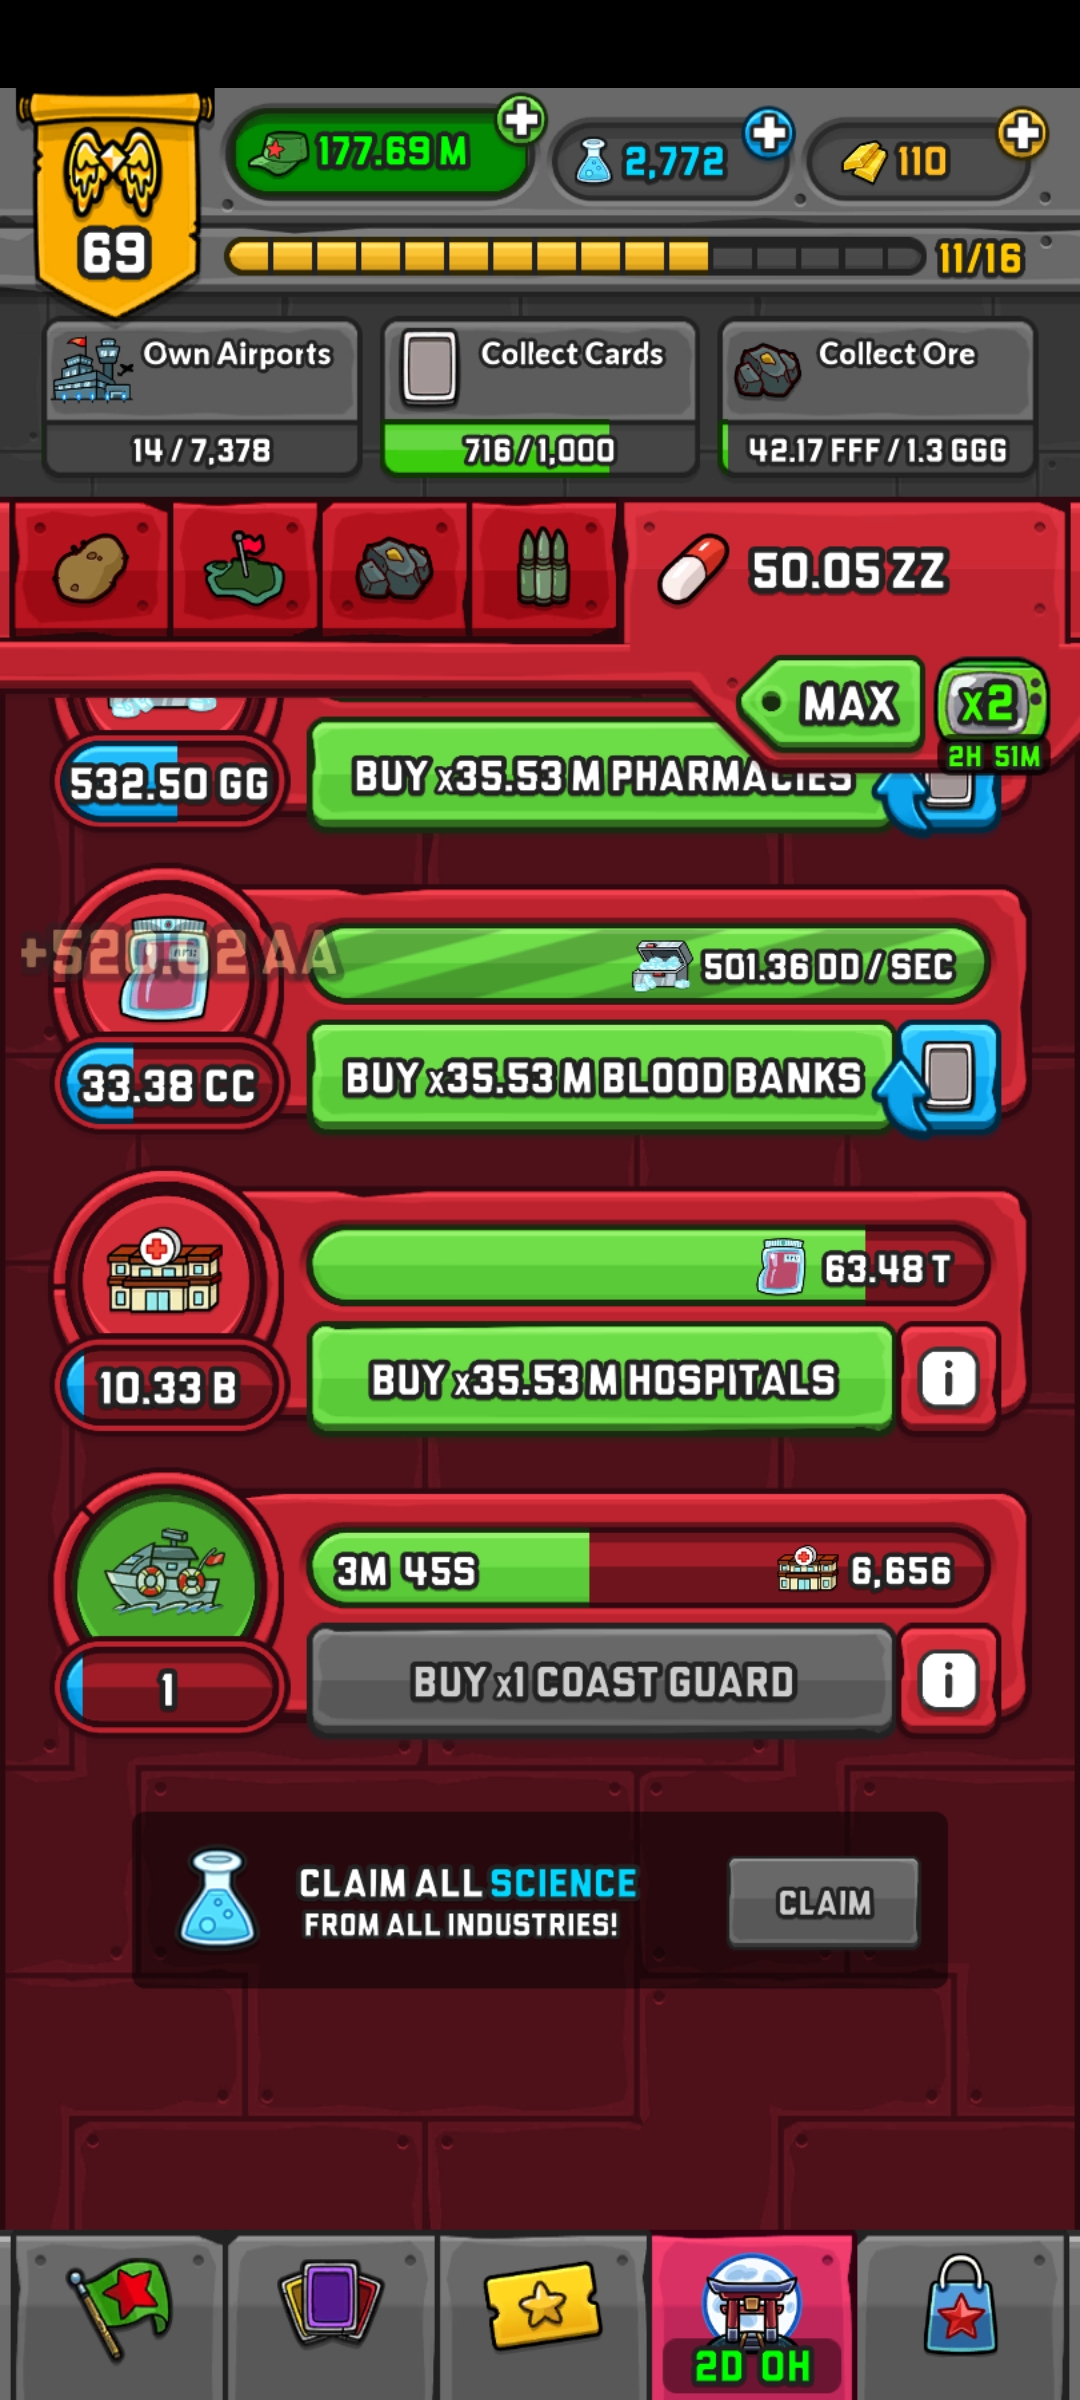 69
177.69 M
2,772
110
11/16
Own Airports
14 / 7,378
Collect Cards
716 / 1,000
Collect Ore
42.17 FFF / 1.3 GGG
50.05 ZZ
MAX
x2
2H 51M
532.50 GG
BUY x35.53 M PHARMACIES
+520.02 AA
501.36 DD / SEC
33.38 CC
BUY x35.53 M BLOOD BANKS
63.48 T
10.33 B
BUY x35.53 M HOSPITALS
i
3M 45S
6,656
1
BUY x1 COAST GUARD
i
CLAIM ALL SCIENCE
FROM ALL INDUSTRIES!
CLAIM
2D 0H